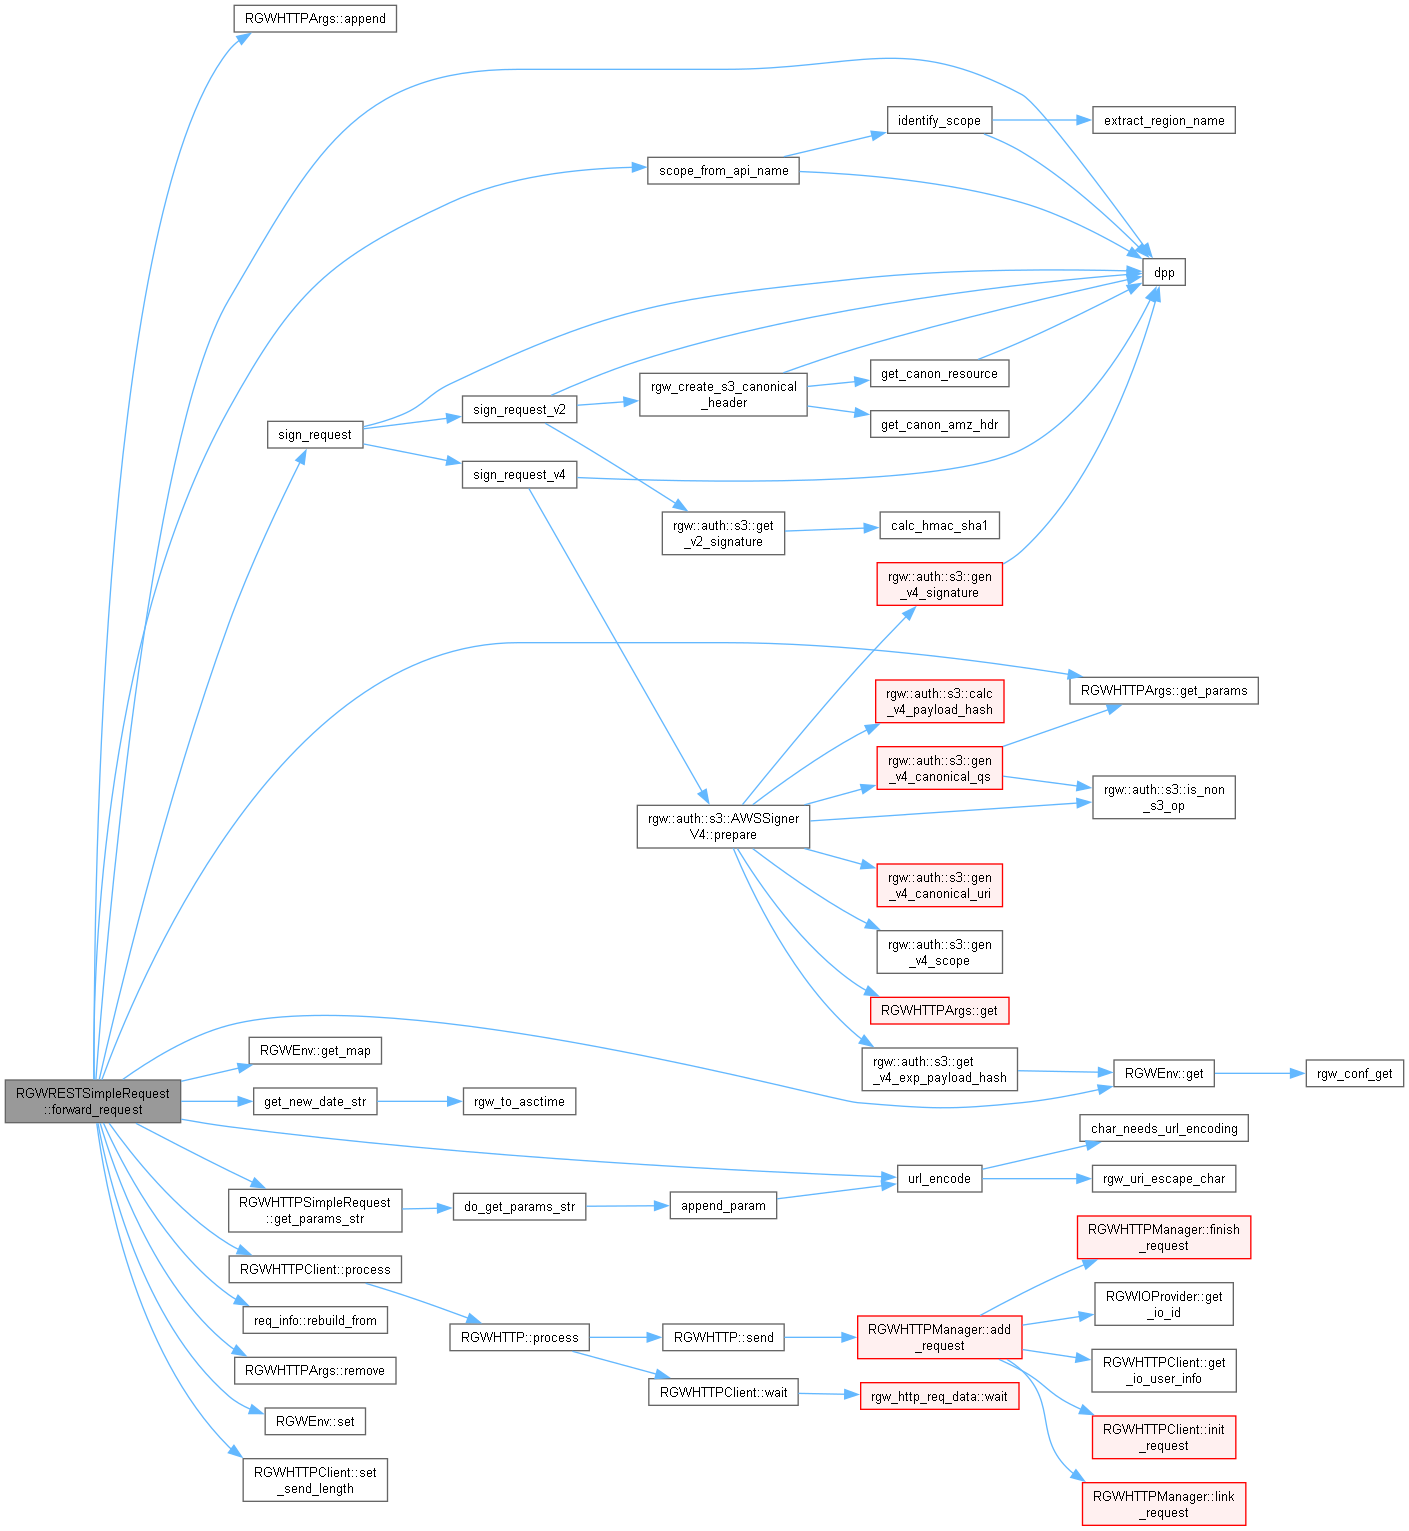 RGWHTTPArgs::append
identify_scope
extract_region_name
scope_from_api_name
dpp
get_canon_resource
rgw_create_s3_canonical
_header
sign_request_v2
get_canon_amz_hdr
sign_request
sign_request_v4
rgw::auth::s3::get
_v2_signature
calc_hmac_sha1
rgw::auth::s3::gen
_v4_signature
RGWHTTPArgs::get_params
rgw::auth::s3::calc
_v4_payload_hash
rgw::auth::s3::gen
_v4_canonical_qs
rgw::auth::s3::is_non
_s3_op
rgw::auth::s3::AWSSigner
V4::prepare
rgw::auth::s3::gen
_v4_canonical_uri
rgw::auth::s3::gen
_v4_scope
RGWHTTPArgs::get
RGWEnv::get_map
rgw::auth::s3::get
_v4_exp_payload_hash
RGWEnv::get
rgw_conf_get
RGWRESTSimpleRequest
::forward_request
get_new_date_str
rgw_to_asctime
char_needs_url_encoding
url_encode
rgw_uri_escape_char
RGWHTTPSimpleRequest
::get_params_str
do_get_params_str
append_param
RGWHTTPManager::finish
_request
RGWHTTPClient::process
RGWIOProvider::get
_io_id
req_info::rebuild_from
RGWHTTP::process
RGWHTTP::send
RGWHTTPManager::add
_request
RGWHTTPClient::get
_io_user_info
RGWHTTPArgs::remove
RGWHTTPClient::wait
rgw_http_req_data::wait
RGWEnv::set
RGWHTTPClient::init
_request
RGWHTTPClient::set
_send_length
RGWHTTPManager::link
_request